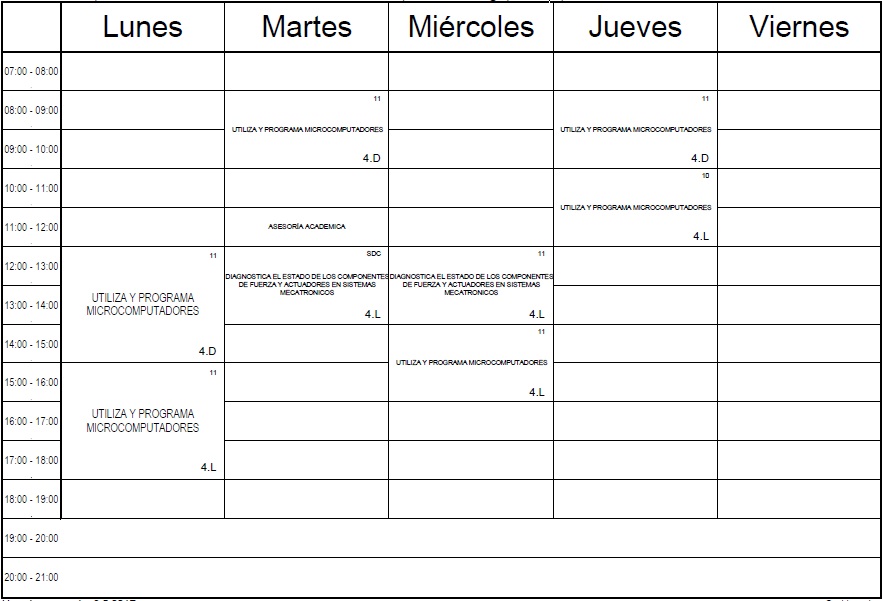 Lunes Martes Miércoles Jueves Viernes
07:00 - 08:00
08:00 - 09:00
09:00 - 10:00
10:00 - 11:00
11:00 - 12:00
12:00 - 13:00
13:00 - 14:00
14:00 - 15:00
15:00 - 16:00
16:00 - 17:00
17:00 - 18:00
18:00 - 19:00
19:00 - 20:00
20:00 - 21:00
11
UTILIZA Y PROGRAMA
MICROCOMPUTADORES
4.D
11
UTILIZA Y PROGRAMA
MICROCOMPUTADORES
4.L
11
UTILIZA Y PROGRAMA MICROCOMPUTADORES
4.D
ASESORÍA ACADEMICA
SDC
DIAGNOSTICA EL ESTADO DE LOS COMPONENTES
DE FUERZA Y ACTUADORES EN SISTEMAS
MECATRONICOS
4.L
11
DIAGNOSTICA EL ESTADO DE LOS COMPONENTES
DE FUERZA Y ACTUADORES EN SISTEMAS
MECATRONICOS
4.L
11
UTILIZA Y PROGRAMA MICROCOMPUTADORES
4.L
11
UTILIZA Y PROGRAMA MICROCOMPUTADORES
4.D
10
UTILIZA Y PROGRAMA MICROCOMPUTADORES
4.L